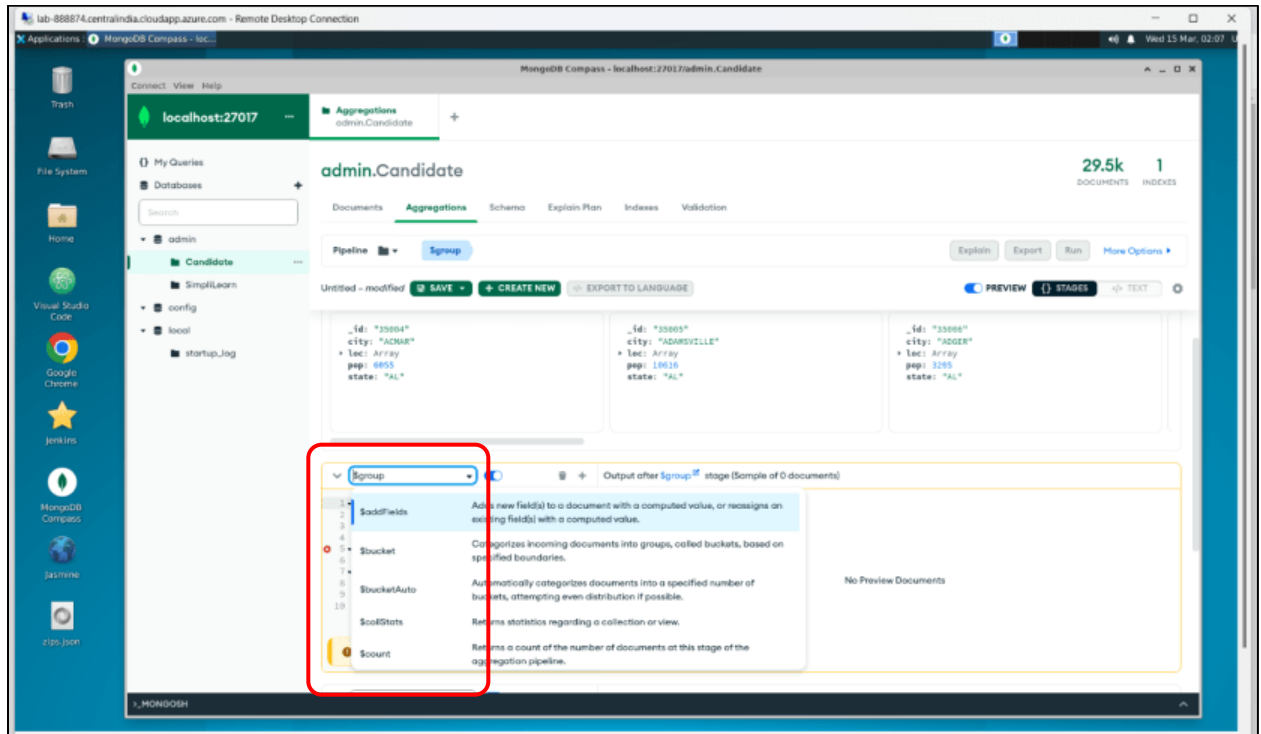 lab-888874.centralindia.cloudapp.azure.com - Remote Desktop Connection
Applications : MongoDB Compass - loc...
Wed 15 Mar, 02:07 U
Trash
File System
Home
Visual Studio
Code
Google
Chrome
Jenkins
MongoDB
Compass
Jasmine
zips.json
MongoDB Compass - localhost:27017/admin.Candidate
Connect View Help
localhost:27017 ...
Aggregations
admin.Candidate
+
{} My Queries
Databases +
Search
admin
Candidate ...
SimpliLearn
config
local
startup_log
admin.Candidate
29.5k 1
DOCUMENTS INDEXES
Documents Aggregations Schema Explain Plan Indexes Validation
Pipeline $group Explain Export Run More Options
Untitled – modified SAVE + CREATE NEW </> EXPORT TO LANGUAGE PREVIEW {} STAGES </> TEXT
_id: "35004"
city: "ACMAR"
loc: Array
pop: 6055
state: "AL"
_id: "35005"
city: "ADAMSVILLE"
loc: Array
pop: 10616
state: "AL"
_id: "35006"
city: "ADGER"
loc: Array
pop: 3205
state: "AL"
$group + Output after $group stage (Sample of 0 documents)
1
2
3
4
5
6
7
8
9
10
$addFields
Adds new field(s) to a document with a computed value, or reassigns an
existing field(s) with a computed value.
$bucket
Categorizes incoming documents into groups, called buckets, based on
specified boundaries.
$bucketAuto
Automatically categorizes documents into a specified number of
buckets, attempting even distribution if possible.
$collStats
Returns statistics regarding a collection or view.
$count
Returns a count of the number of documents at this stage of the
aggregation pipeline.
No Preview Documents
>_MONGOSH